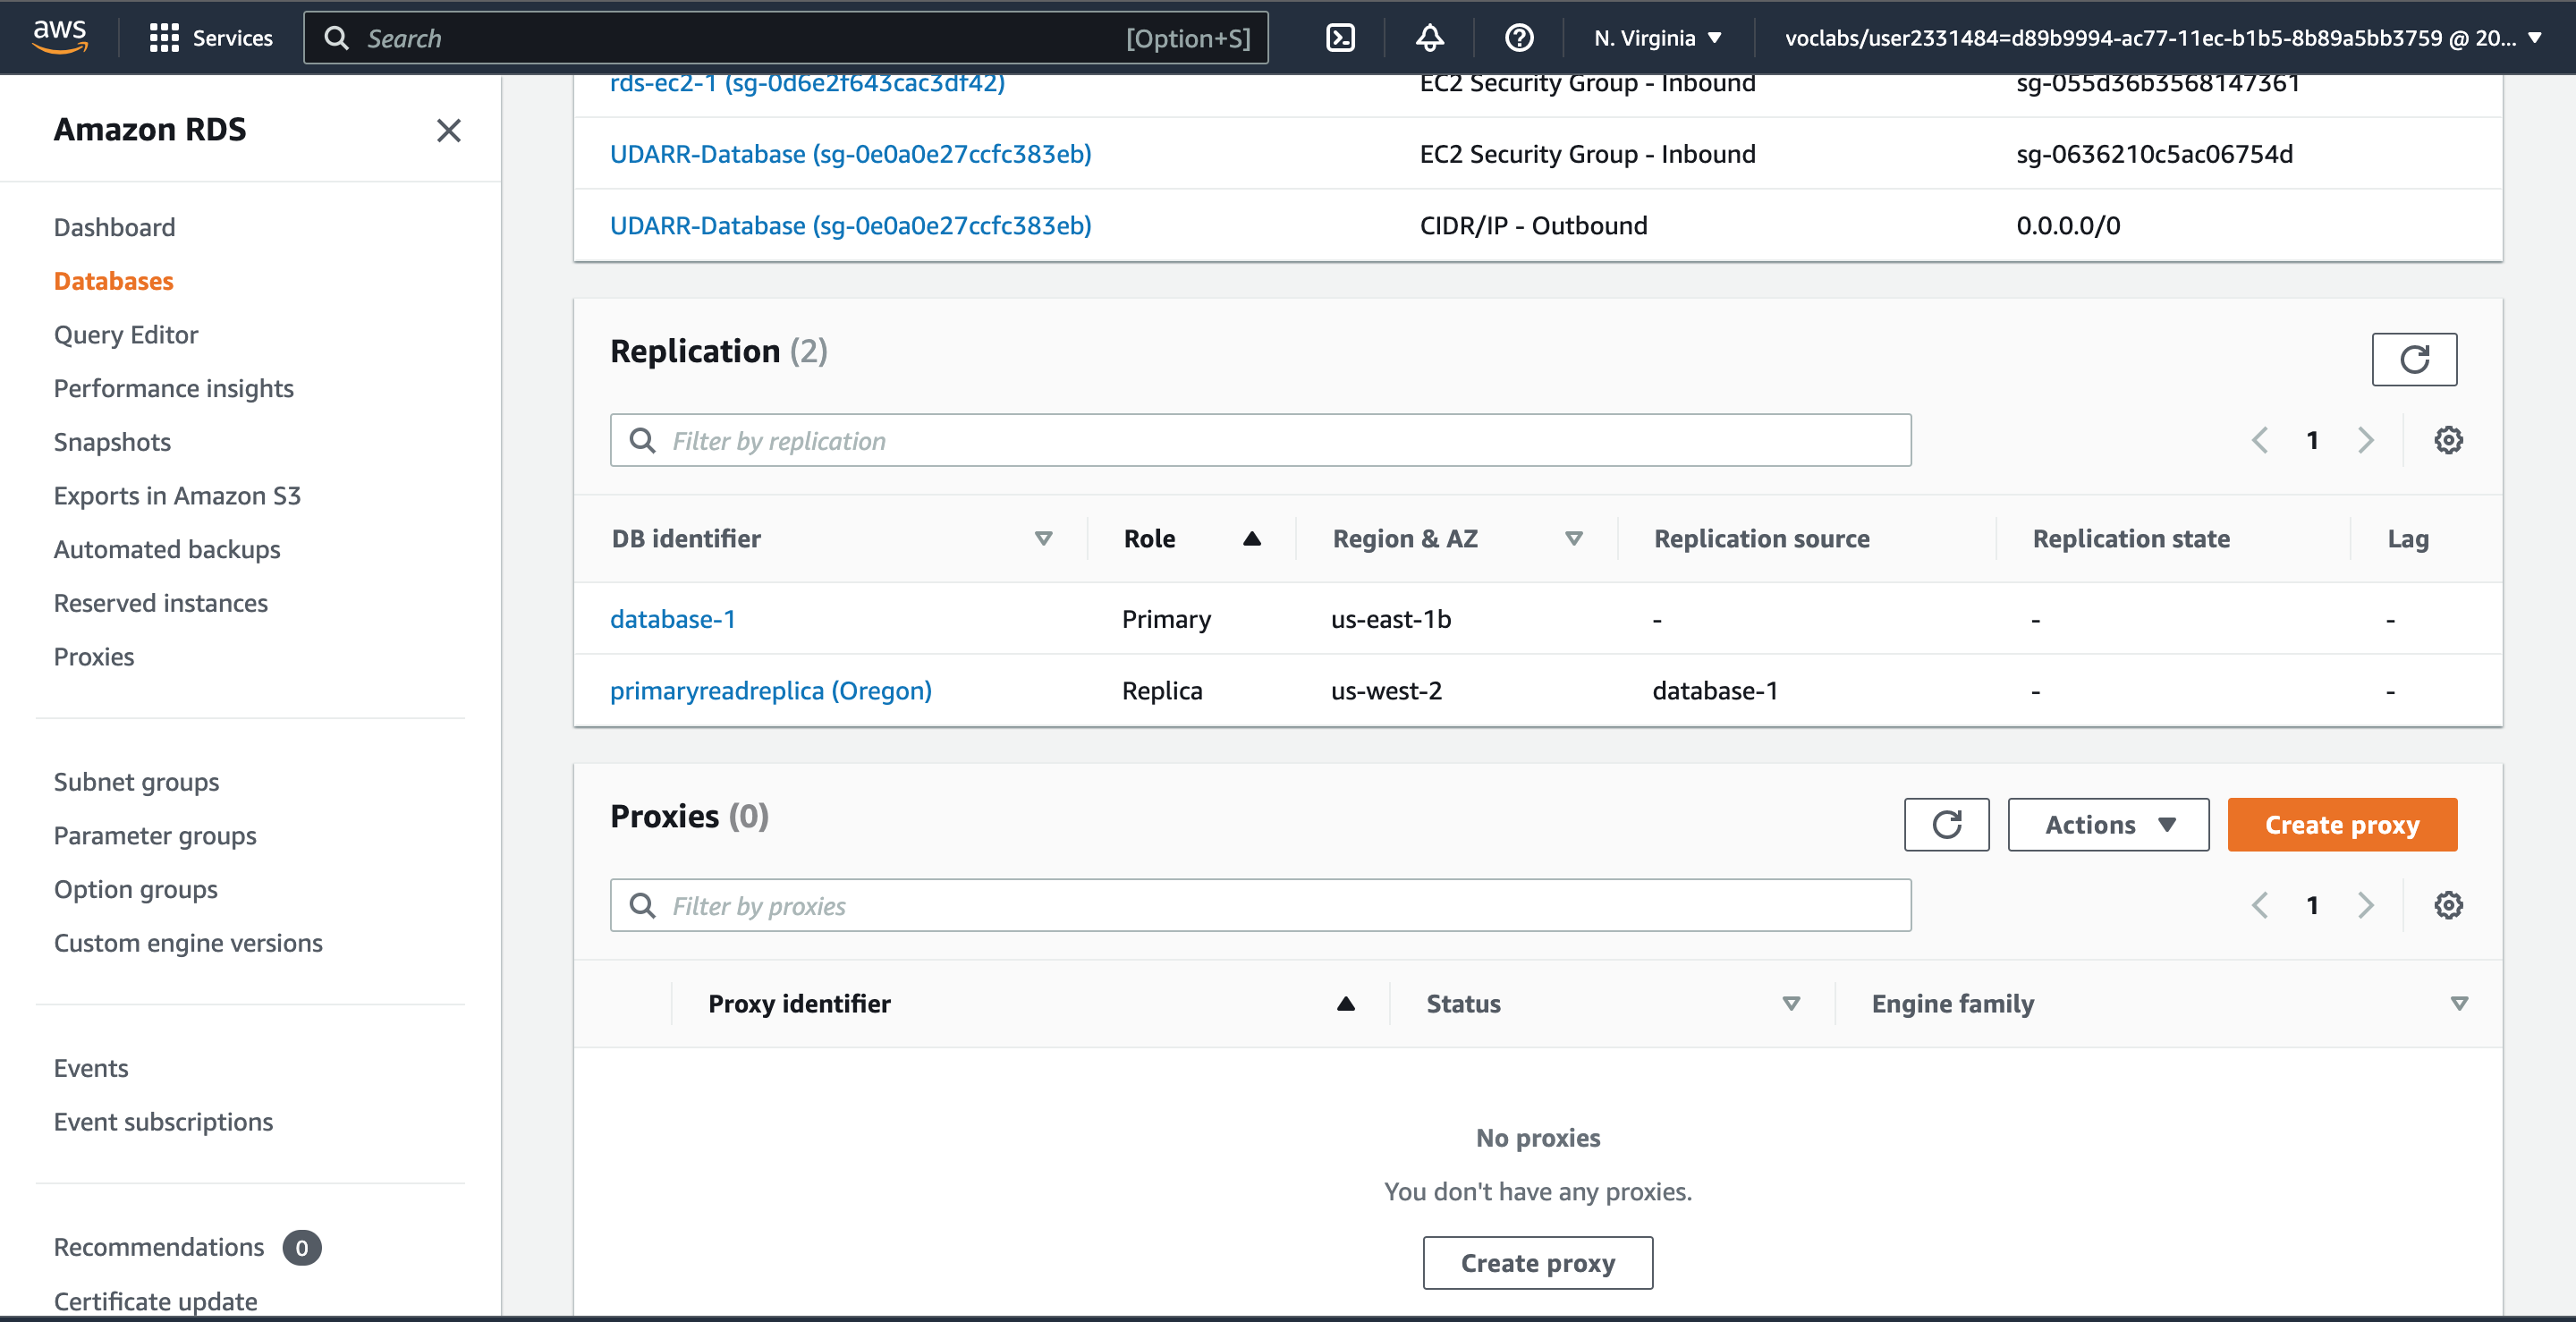 aws
Services
Search
[Option+S]
N. Virginia
voclabs/user2331484=d89b9994-ac77-11ec-b1b5-8b89a5bb3759 @ 20...
Amazon RDS
Dashboard
Databases
Query Editor
Performance insights
Snapshots
Exports in Amazon S3
Automated backups
Reserved instances
Proxies
Subnet groups
Parameter groups
Option groups
Custom engine versions
Events
Event subscriptions
Recommendations 0
Certificate update
rds-ec2-1 (sg-0d6e2f643cac3df42) EC2 Security Group - Inbound sg-055d36b3568147361
UDARR-Database (sg-0e0a0e27ccfc383eb) EC2 Security Group - Inbound sg-0636210c5ac06754d
UDARR-Database (sg-0e0a0e27ccfc383eb) CIDR/IP - Outbound 0.0.0.0/0
Replication (2)
Filter by replication
1
DB identifier Role Region & AZ Replication source Replication state Lag
database-1 Primary us-east-1b - - -
primaryreadreplica (Oregon) Replica us-west-2 database-1 - -
Proxies (0)
Actions
Create proxy
Filter by proxies
1
Proxy identifier Status Engine family
No proxies
You don't have any proxies.
Create proxy